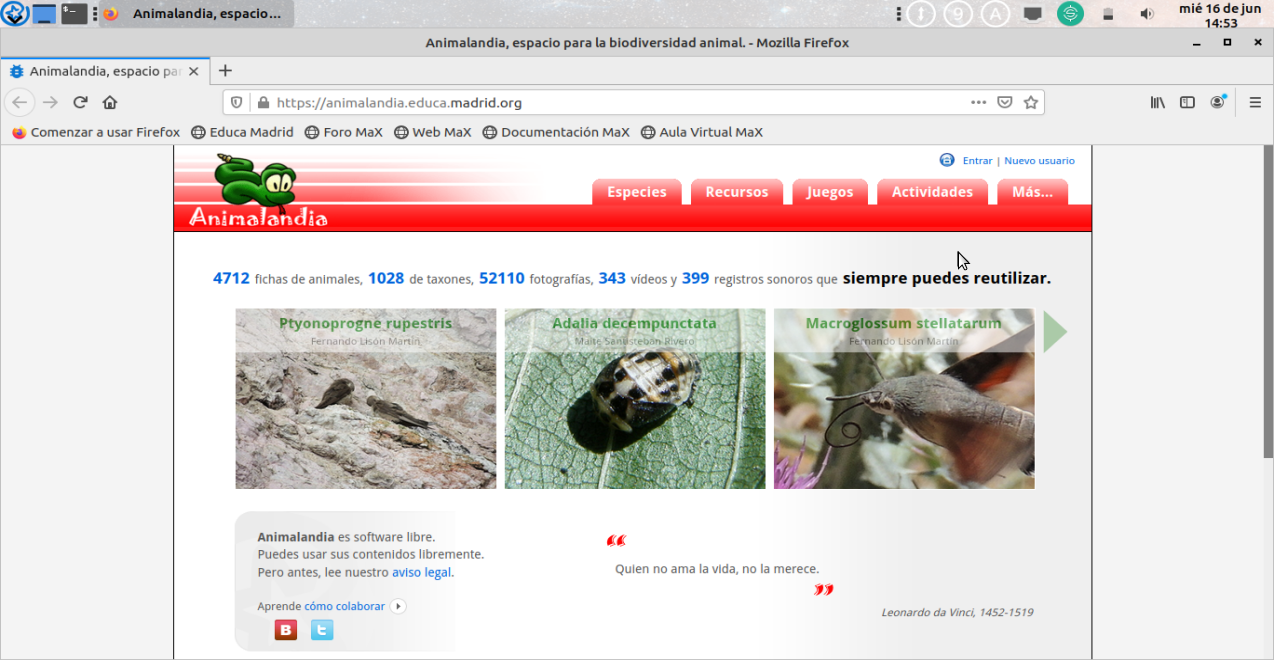 Animalandia, espacio...
mié 16 de jun
14:53
Animalandia, espacio para la biodiversidad animal. - Mozilla Firefox
Animalandia, espacio par
https://animalandia.educa.madrid.org
Comenzar a usar Firefox Educa Madrid Foro MaX Web MaX Documentación MaX Aula Virtual MaX
Entrar | Nuevo usuario
Especies Recursos Juegos Actividades Más...
Animalandia
4712 fichas de animales, 1028 de taxones, 52110 fotografías, 343 vídeos y 399 registros sonoros que siempre puedes reutilizar.
Ptyonoprogne rupestris
Fernando Lisón Martín
Adalia decempunctata
Maite Santisteban Rivero
Macroglossum stellatarum
Fernando Lisón Martín
Animalandia es software libre.
Puedes usar sus contenidos libremente.
Pero antes, lee nuestro aviso legal.
Aprende cómo colaborar
B t
“
Quien no ama la vida, no la merece.
”
Leonardo da Vinci, 1452-1519